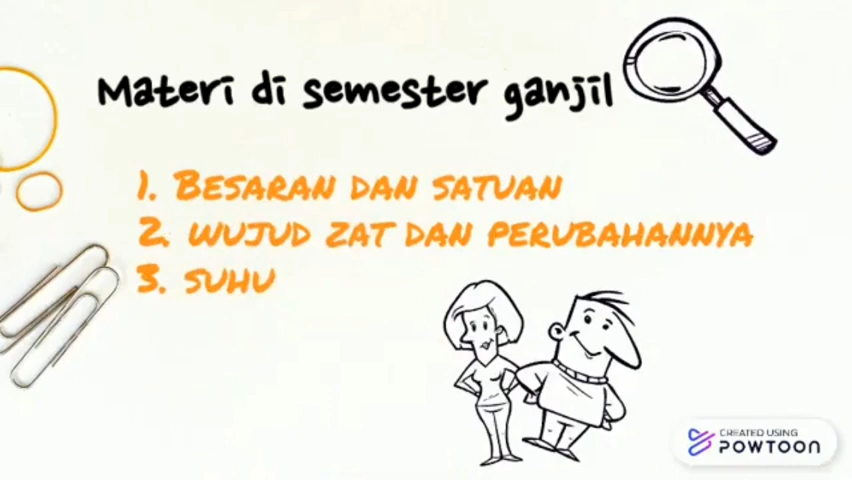 Materi di semester ganjil
1. Besaran dan satuan
2. wujud zat dan perubahannya
3. suhu
CREATED USING
POWTOON